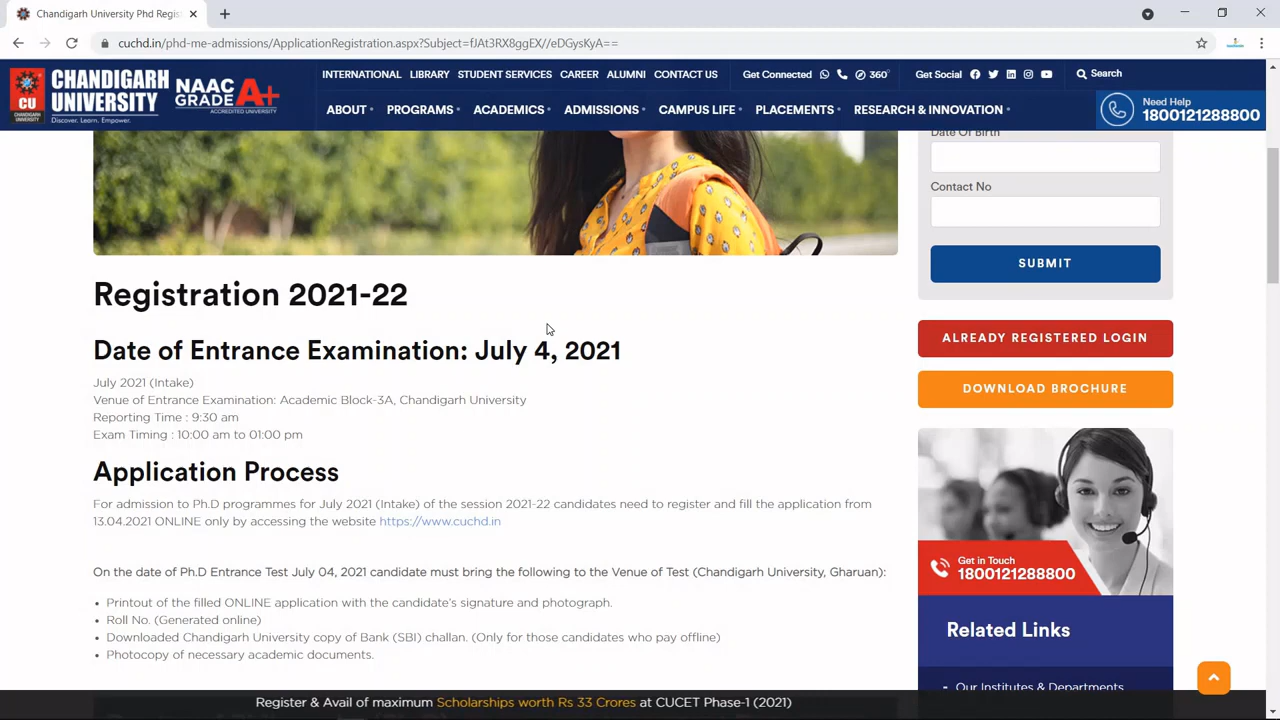 Chandigarh University Phd Regis
cuchd.in/phd-me-admissions/ApplicationRegistration.aspx?Subject=fJAt3RX8ggEX//eDGysKyA==
CU
CHANDIGARH
UNIVERSITY
Discover. Learn. Empower.
NAAC
GRADE A+
ACCREDITED UNIVERSITY
INTERNATIONAL LIBRARY STUDENT SERVICES CAREER ALUMNI CONTACT US Get Connected 360° Get Social Search
ABOUT PROGRAMS ACADEMICS ADMISSIONS CAMPUS LIFE PLACEMENTS RESEARCH & INNOVATION
Need Help
1800121288800
Date Of Birth
Contact No
SUBMIT
Registration 2021-22
Date of Entrance Examination: July 4, 2021
July 2021 (Intake)
Venue of Entrance Examination: Academic Block-3A, Chandigarh University
Reporting Time : 9:30 am
Exam Timing : 10:00 am to 01:00 pm
ALREADY REGISTERED LOGIN
DOWNLOAD BROCHURE
Application Process
For admission to Ph.D programmes for July 2021 (Intake) of the session 2021-22 candidates need to register and fill the application from
13.04.2021 ONLINE only by accessing the website https://www.cuchd.in
On the date of Ph.D Entrance Test July 04, 2021 candidate must bring the following to the Venue of Test (Chandigarh University, Gharuan):
• Printout of the filled ONLINE application with the candidate's signature and photograph.
• Roll No. (Generated online)
• Downloaded Chandigarh University copy of Bank (SBI) challan. (Only for those candidates who pay offline)
• Photocopy of necessary academic documents.
Get in Touch
1800121288800
Related Links
- Our Institutes & Departments
Register & Avail of maximum Scholarships worth Rs 33 Crores at CUCET Phase-1 (2021)